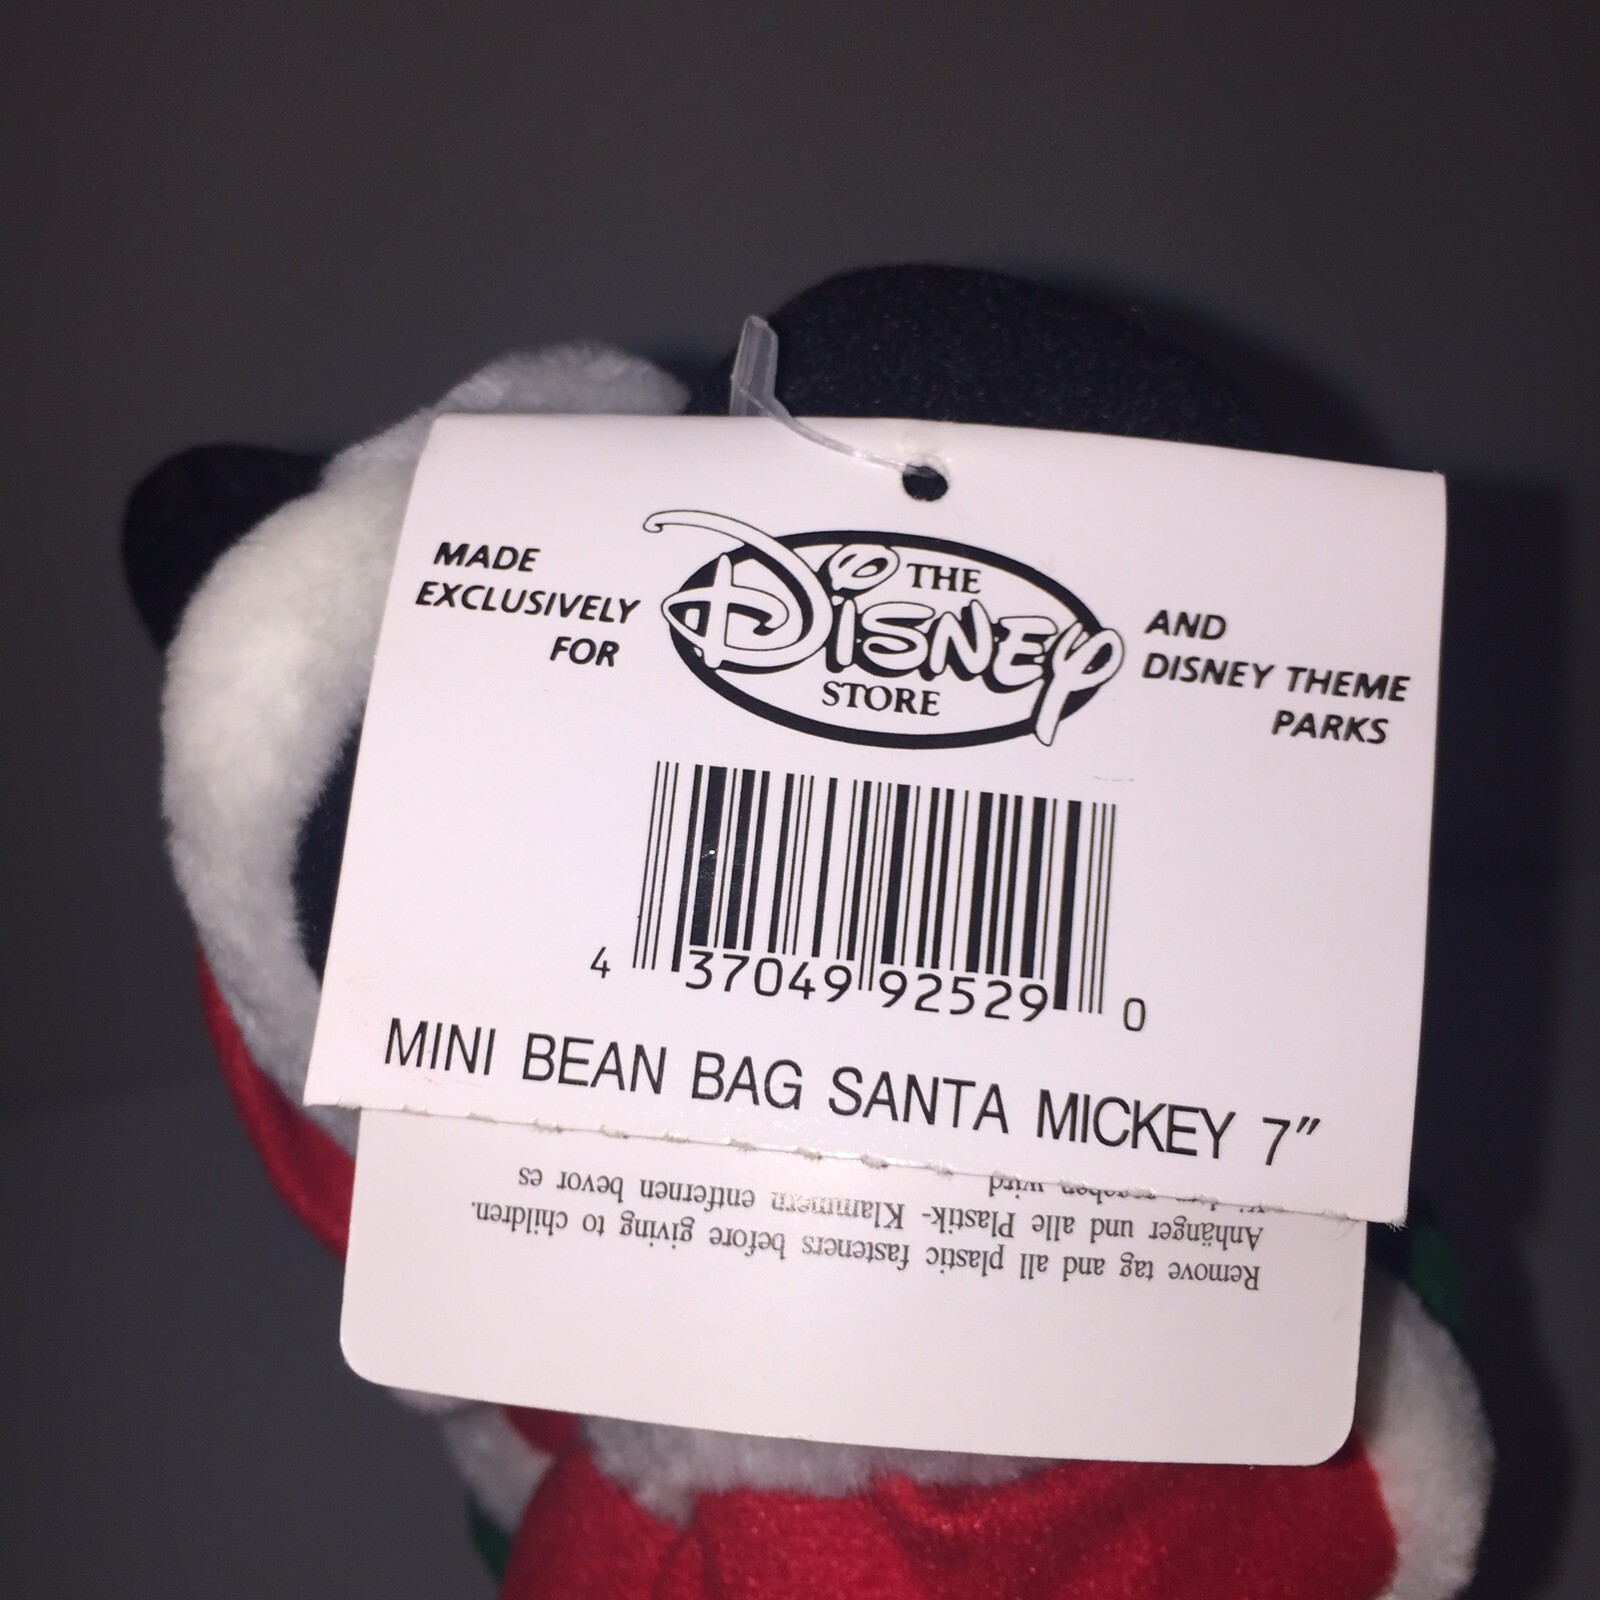 MADE
EXCLUSIVELY
FOR
THE
DISNEY
STORE
AND
DISNEY THEME
PARKS
4 37049 92529 0
MINI BEAN BAG SANTA MICKEY 7"
Remove tag and all plastic fasteners before giving to children.
Anhänger und alle Plastik- Klammern entfernen bevor es
wird